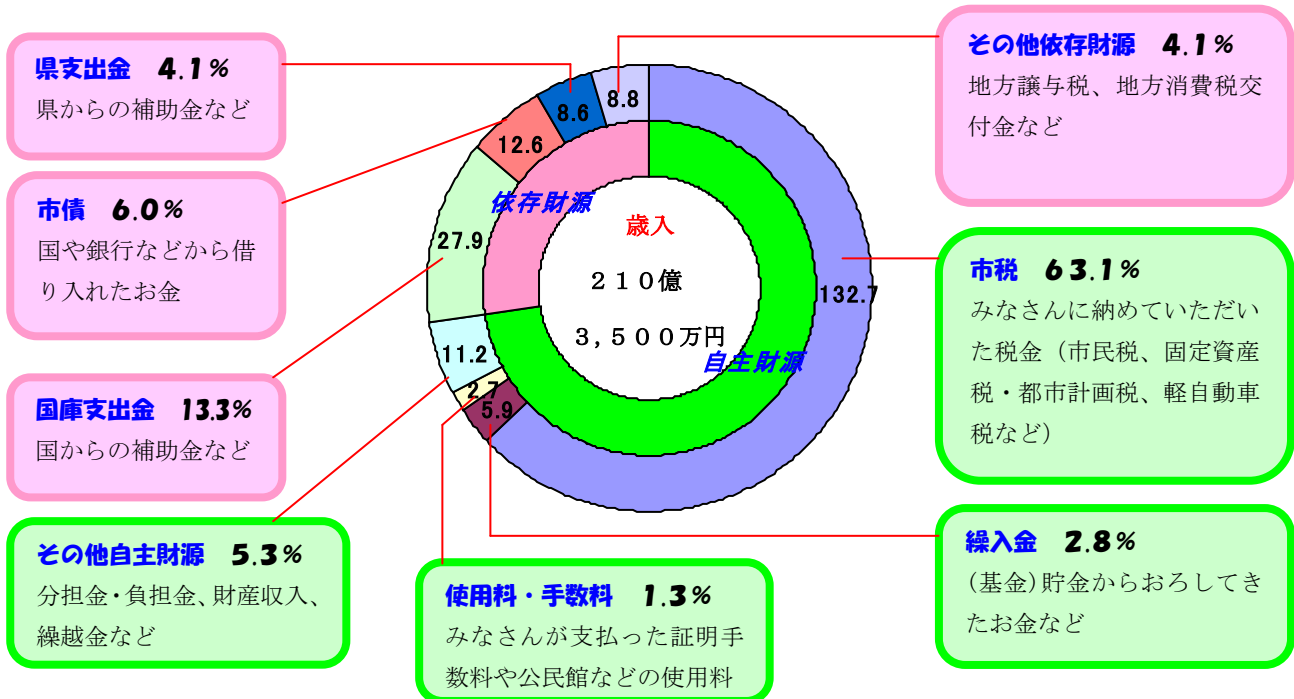 県支出金 4.1%
県からの補助金など
市債 6.0%
国や銀行などから借
り入れたお金
国庫支出金 13.3%
国からの補助金など
その他自主財源 5.3%
分担金・負担金、財産収入、
繰越金など
使用料・手数料 1.3%
みなさんが支払った証明手
数料や公民館などの使用料
その他依存財源 4.1%
地方譲与税、地方消費税交
付金など
市税 63.1%
みなさんに納めていただい
た税金(市民税、固定資産
税・都市計画税、軽自動車
税など)
繰入金 2.8%
(基金)貯金からおろしてき
たお金など
8.6
8.8
12.6
27.9
11.2
2.7
5.9
132.7
依存財源
自主財源
歳入
210億
3,500万円